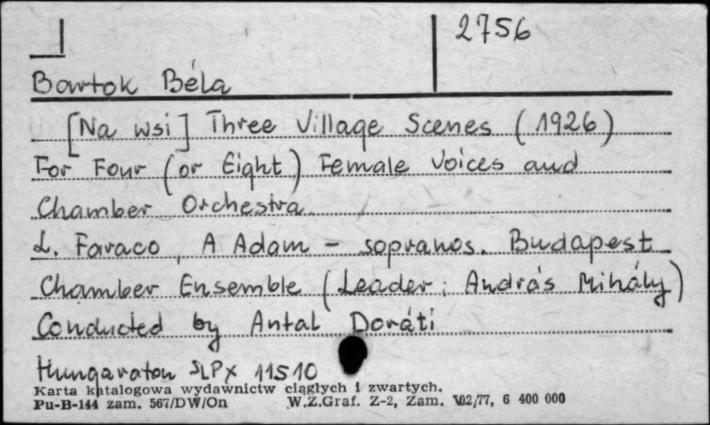 2756
Bartok Béla
[Na wsi] Three Village Scenes (1926)
For Four (or Eight) Female Voices and
Chamber Orchestra
L. Faraco, A Adam - sopranos. Budapest
Chamber Ensemble (Leader: András Mihály)
Conducted by Antal Doráti
Hungaraton SLPX 11510
Karta katalogowa wydawnictw ciągłych i zwartych.
Pu-B-144 zam. 567/DW/On W.Z.Graf. Z-2, Zam. 102/77, 6 400 000